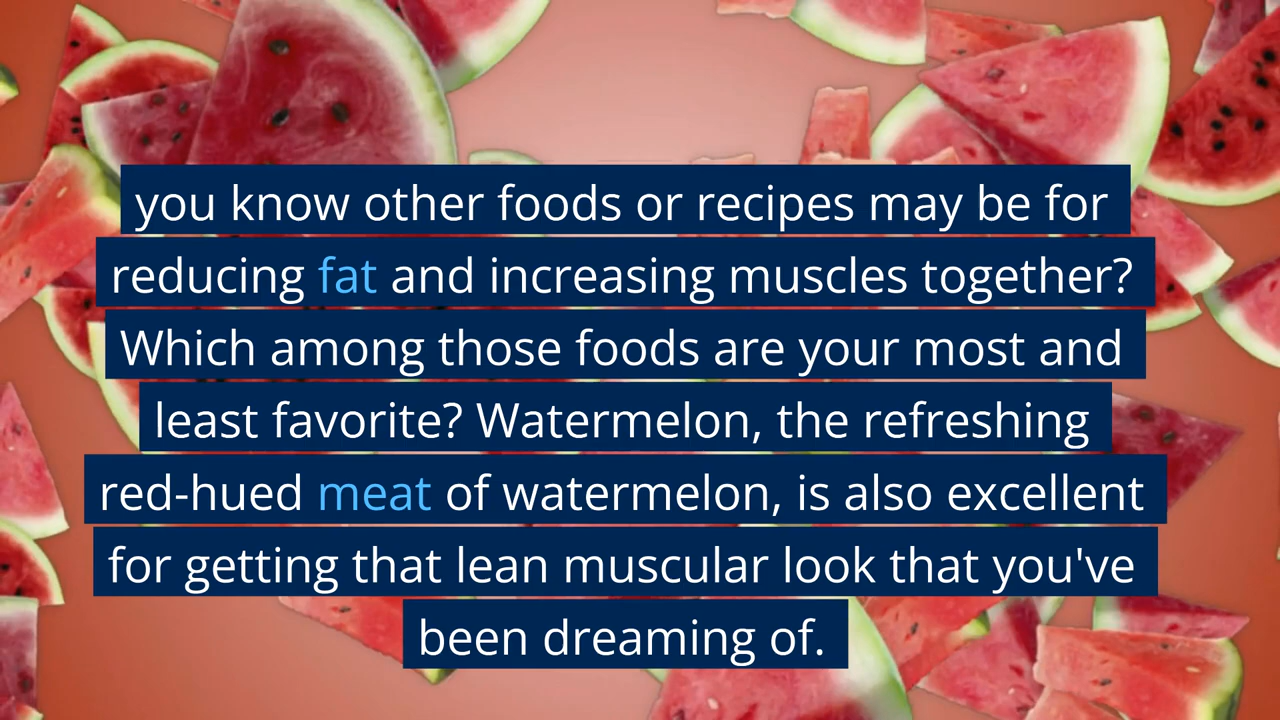 you know other foods or recipes may be for
reducing fat and increasing muscles together?
Which among those foods are your most and
least favorite? Watermelon, the refreshing
red-hued meat of watermelon, is also excellent
for getting that lean muscular look that you've
been dreaming of.